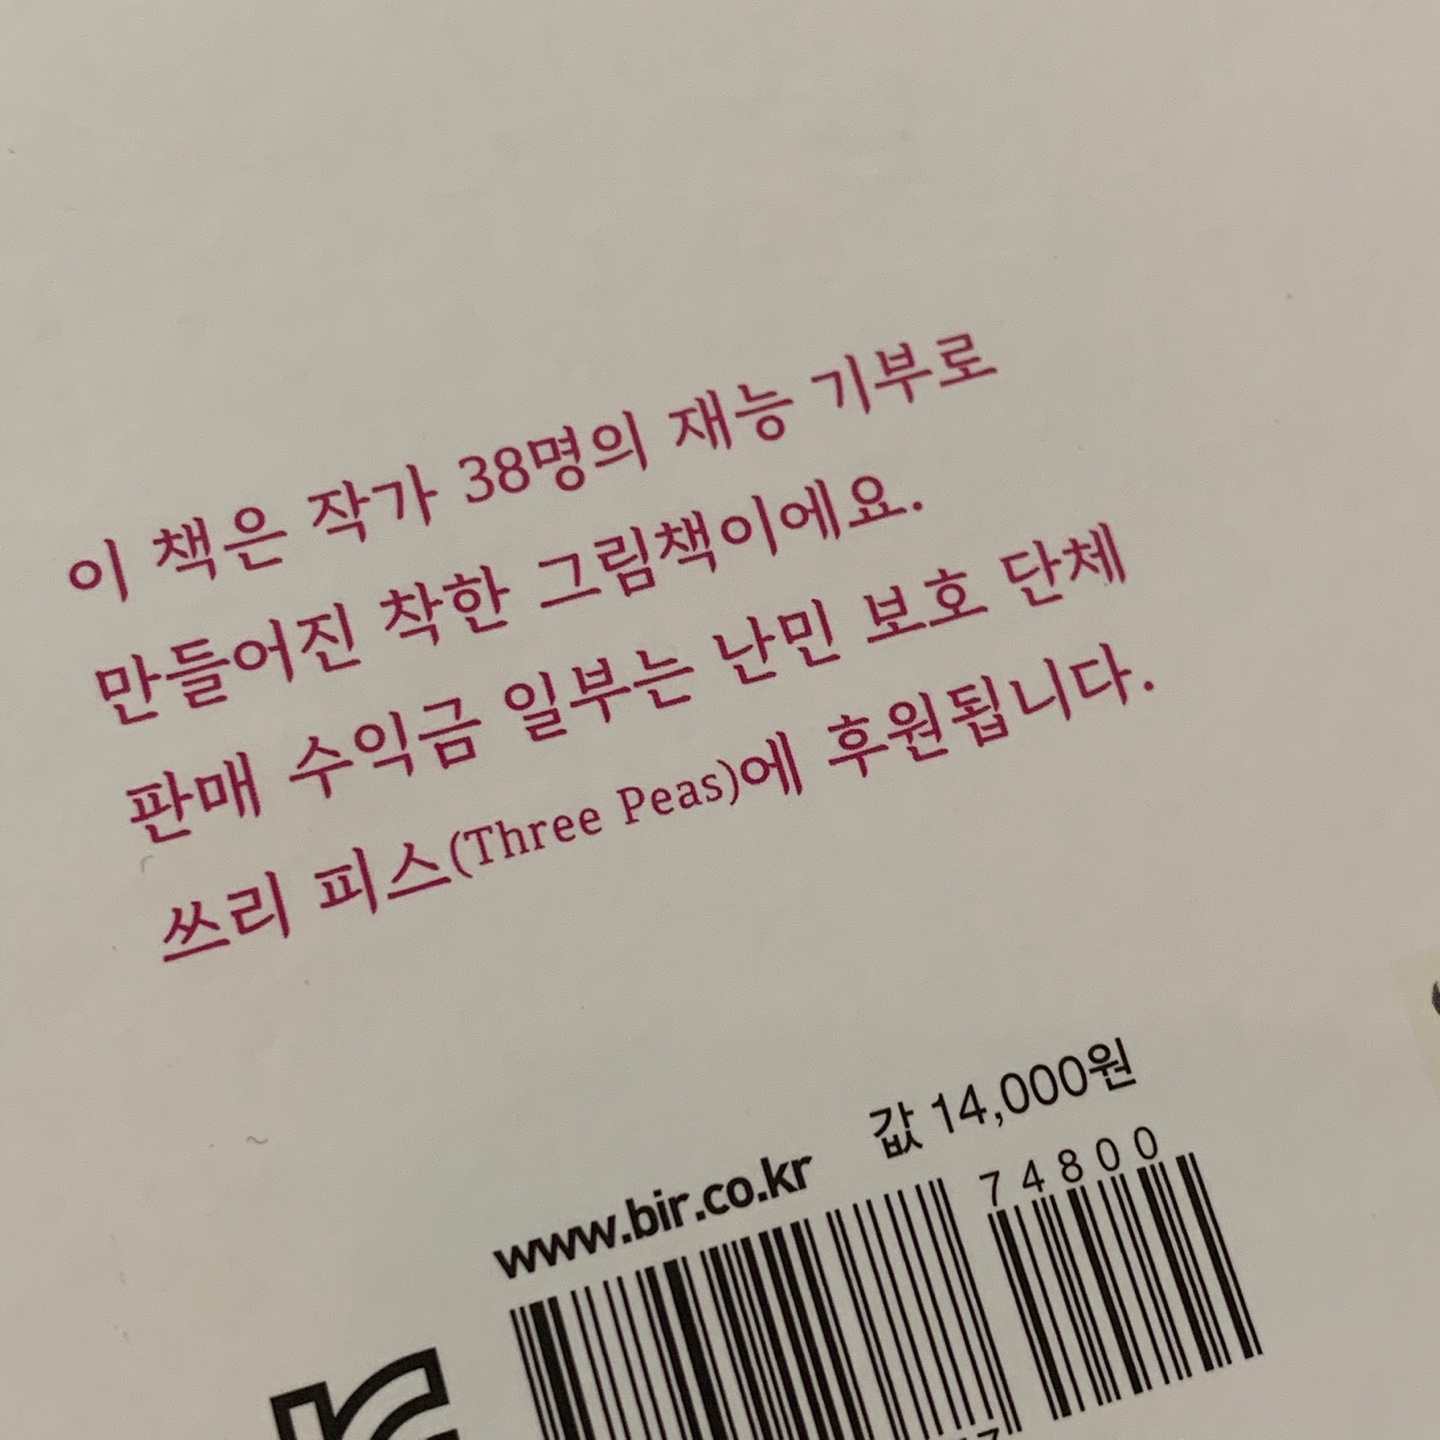 이 책은 작가 38명의 재능 기부로
만들어진 착한 그림책이에요.
판매 수익금 일부는 난민 보호 단체
쓰리 피스(Three Peas)에 후원됩니다.
www.bir.co.kr 값 14,000원
74800